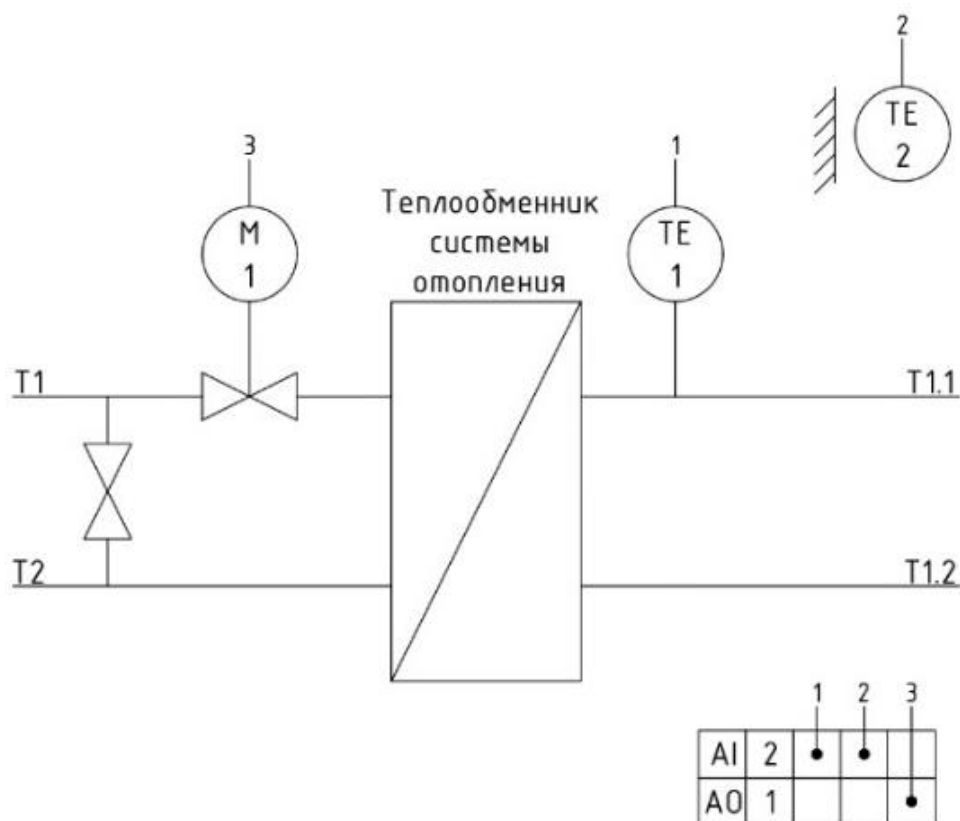 2
TE
2
3
1
M
1
Теплообменник
системы
отопления
TE
1
T1
T1.1
T2
T1.2
1 2 3
AI 2
AO 1